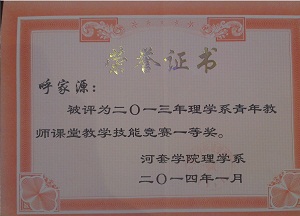 荣誉证书
呼家源：
被评为二〇一三年理学系青年教
师课堂教学技能竞赛一等奖。
河套学院理学系
二〇一四年一月